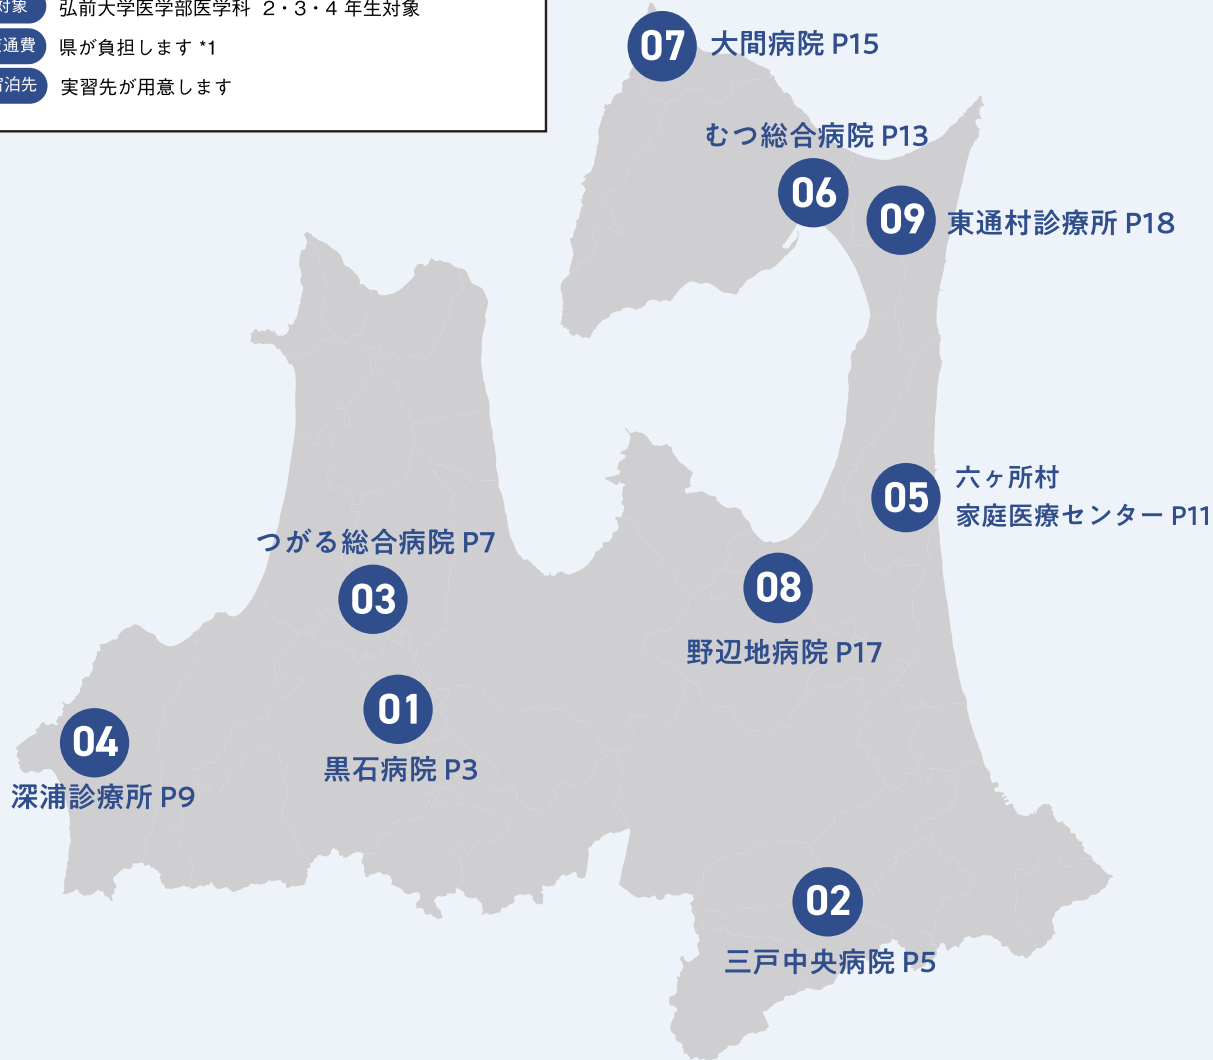 対象 弘前大学医学部医学科 2・3・4 年生対象
交通費 県が負担します *1
宿泊先 実習先が用意します
07 大間病院 P15
むつ総合病院 P13
06
09 東通村診療所 P18
05 六ヶ所村
家庭医療センター P11
つがる総合病院 P7
03
08
野辺地病院 P17
01
黒石病院 P3
04
深浦診療所 P9
02
三戸中央病院 P5